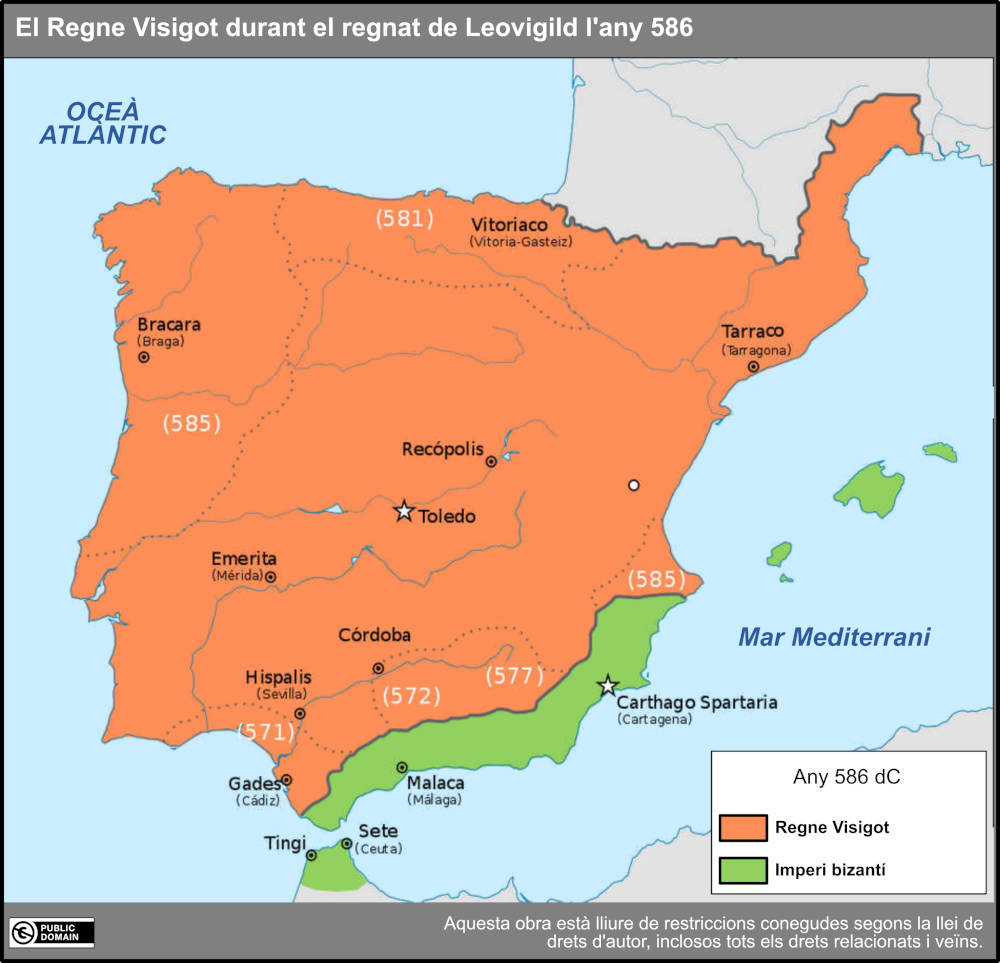 El Regne Visigot durant el regnat de Leovigild l'any 586
OCEÀ
ATLÀNTIC
(581)
Vitoriaco
(Vitoria-Gasteiz)
Bracara
(Braga)
Tarraco
(Tarragona)
(585)
Recópolis
Toledo
Emerita
(Mérida)
(585)
Córdoba
Mar Mediterrani
Hispalis
(Sevilla)
(577)
(572)
Carthago Spartaria
(Cartagena)
(571)
Gades
(Cádiz)
Malaca
(Málaga)
Sete
(Ceuta)
Tingi
Any 586 dC
Regne Visigot
Imperi bizantí
PUBLIC
DOMAIN
Aquesta obra està lliure de restriccions conegudes segons la llei de
drets d'autor, inclosos tots els drets relacionats i veïns.